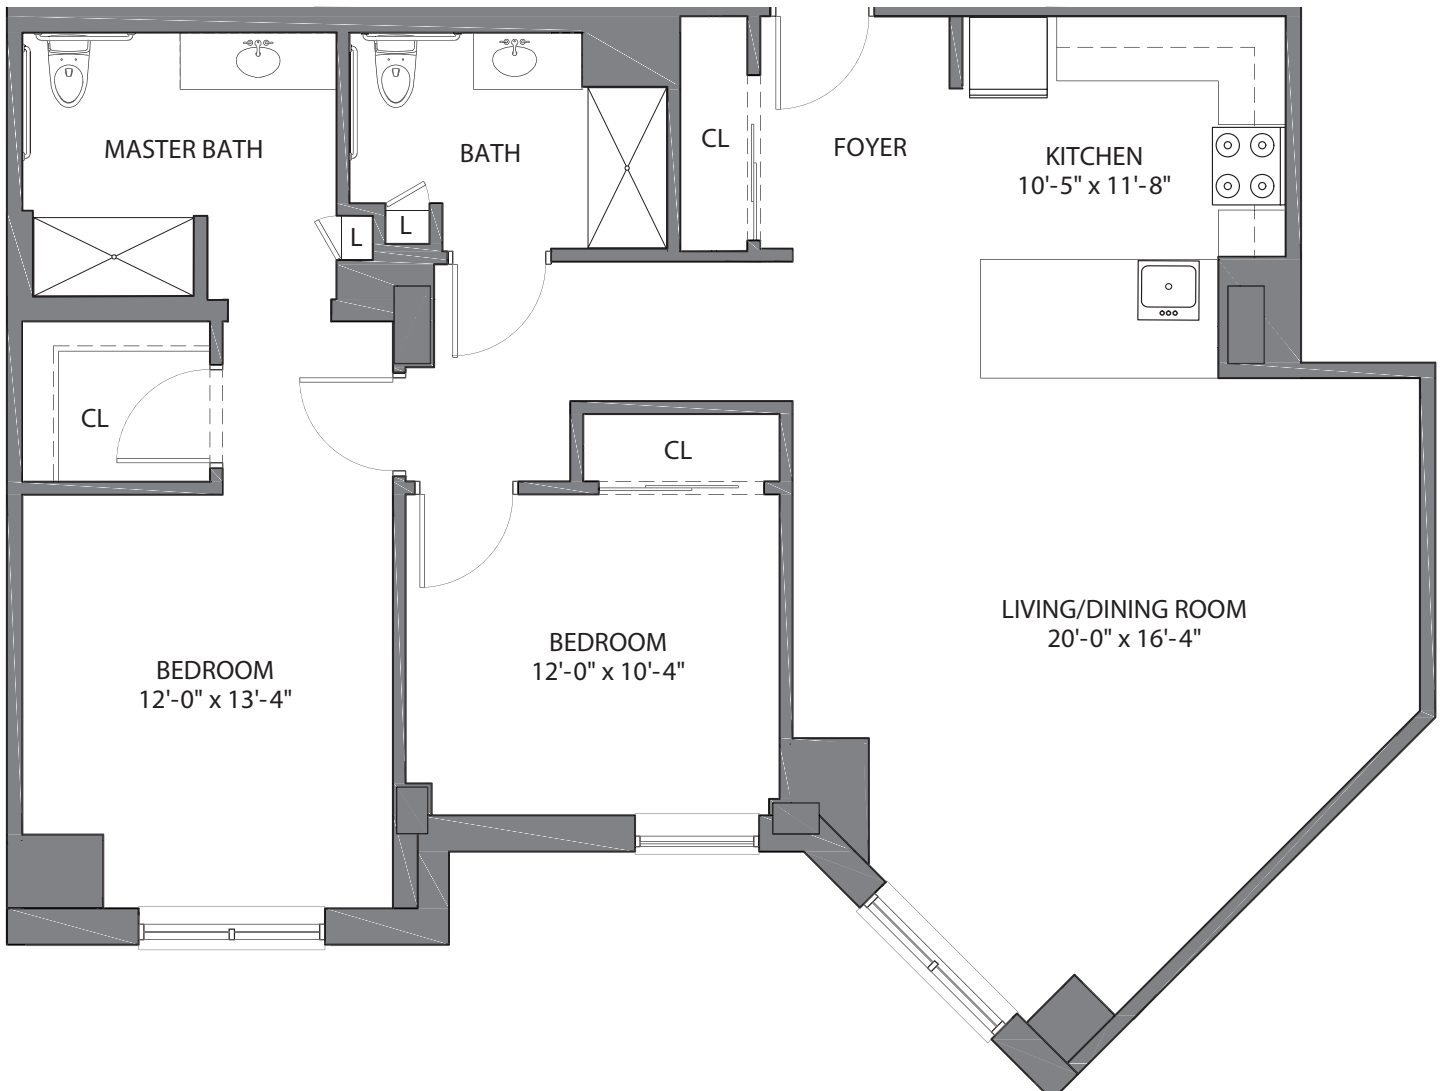 MASTER BATH
BATH
CL
FOYER
KITCHEN
10'-5" x 11'-8"
L
L
CL
CL
LIVING/DINING ROOM
20'-0" x 16'-4"
BEDROOM
12'-0" x 10'-4"
BEDROOM
12'-0" x 13'-4"